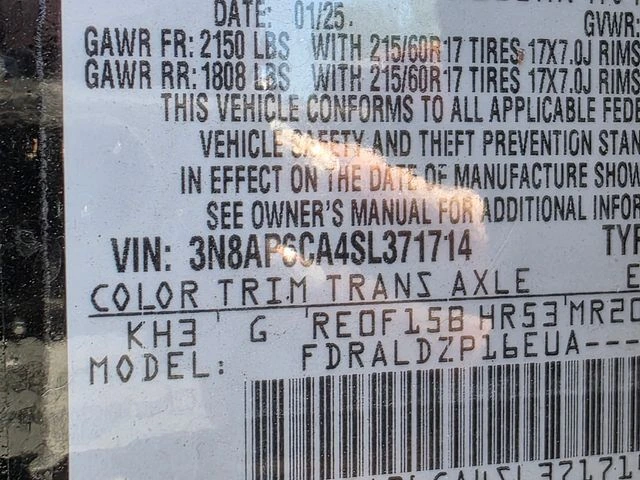 DATE: 01/25
GVWR:
GAWR FR: 2150 LBS WITH 215/60R17 TIRES 17X7.0J RIMS
GAWR RR: 1808 LBS WITH 215/60R17 TIRES 17X7.0J RIMS
THIS VEHICLE CONFORMS TO ALL APPLICABLE FEDE
VEHICLE SAFETY AND THEFT PREVENTION STAN
IN EFFECT ON THE DATE OF MANUFACTURE SHOW
SEE OWNER'S MANUAL FOR ADDITIONAL INFOR
VIN: 3N8AP6CA4SL371714 TYP
COLOR TRIM TRANS AXLE E
KH3 G RE0F15B HR53 MR20
MODEL: FDRALDZP16EUA---